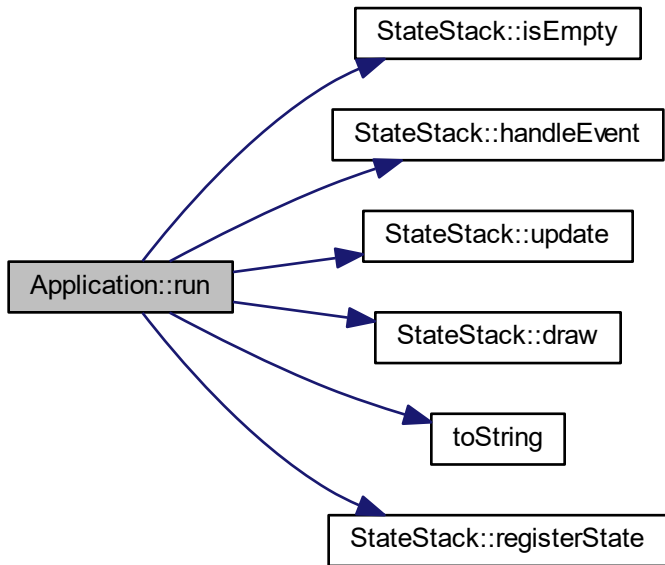 StateStack::isEmpty
StateStack::handleEvent
StateStack::update
Application::run
StateStack::draw
toString
StateStack::registerState